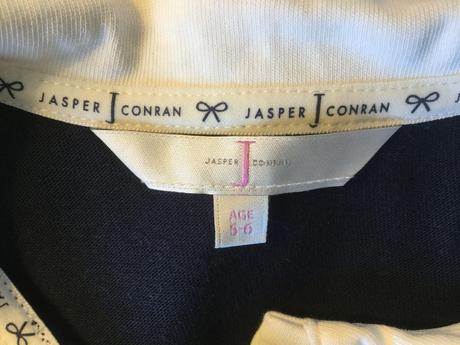 JASPER J CONRAN JASPER J CONRAN
JASPER J CONRAN
AGE
5-6